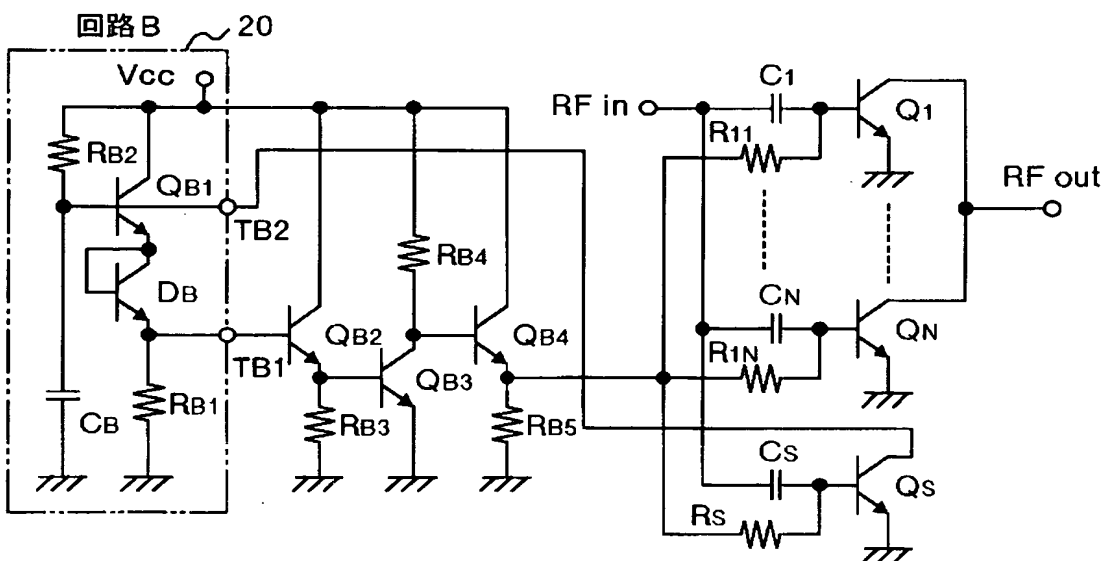 回路B 20
Vcc
RB2
QB1
TB2
DB
TB1
CB
RB1
QB2
RB3
QB3
RB4
QB4
RB5
RF in
C1
R11
Q1
RF out
CN
R1N
QN
CS
RS
QS